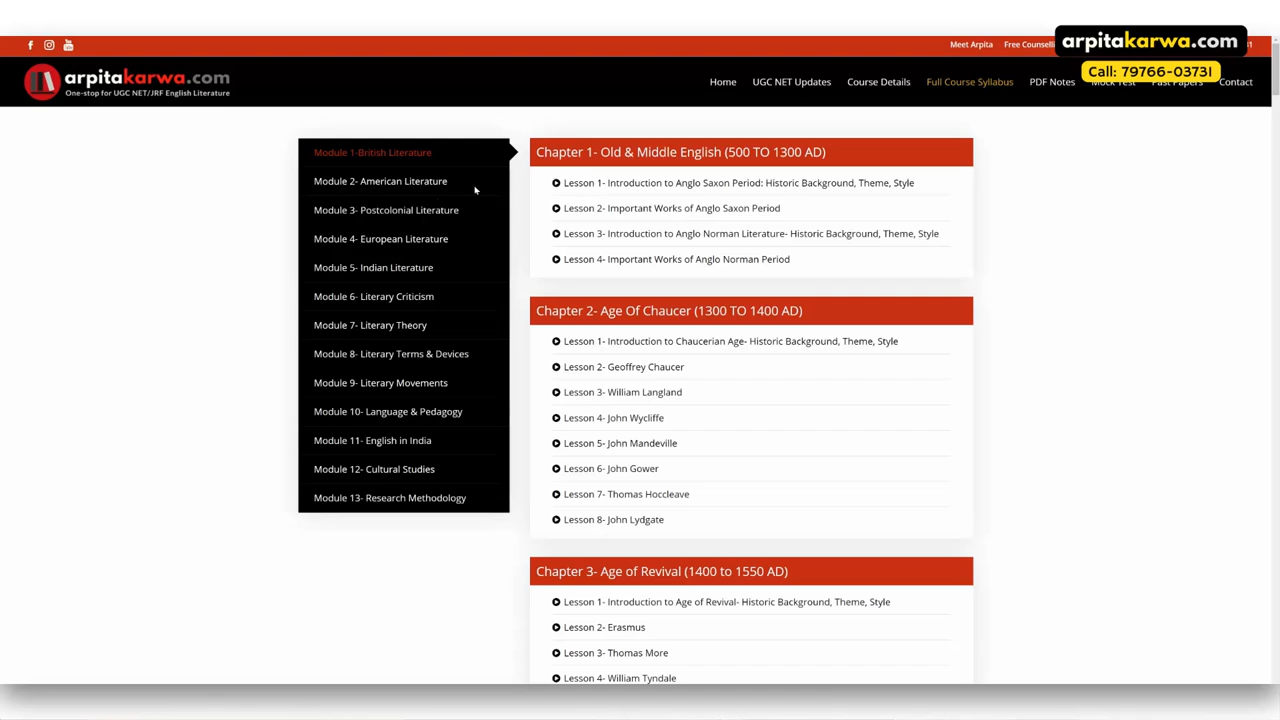 Meet Arpita
Free Counselli
arpitakarwa.com
Call: 79766-03731
arpitakarwa.com
One-stop for UGC NET/JRF English Literature
Home
UGC NET Updates
Course Details
Full Course Syllabus
PDF Notes
Mock Test
Past Papers
Contact
Module 1-British Literature
Module 2- American Literature
Module 3- Postcolonial Literature
Module 4- European Literature
Module 5- Indian Literature
Module 6- Literary Criticism
Module 7- Literary Theory
Module 8- Literary Terms & Devices
Module 9- Literary Movements
Module 10- Language & Pedagogy
Module 11- English in India
Module 12- Cultural Studies
Module 13- Research Methodology
Chapter 1- Old & Middle English (500 TO 1300 AD)
Lesson 1- Introduction to Anglo Saxon Period: Historic Background, Theme, Style
Lesson 2- Important Works of Anglo Saxon Period
Lesson 3- Introduction to Anglo Norman Literature- Historic Background, Theme, Style
Lesson 4- Important Works of Anglo Norman Period
Chapter 2- Age Of Chaucer (1300 TO 1400 AD)
Lesson 1- Introduction to Chaucerian Age- Historic Background, Theme, Style
Lesson 2- Geoffrey Chaucer
Lesson 3- William Langland
Lesson 4- John Wycliffe
Lesson 5- John Mandeville
Lesson 6- John Gower
Lesson 7- Thomas Hoccleave
Lesson 8- John Lydgate
Chapter 3- Age of Revival (1400 to 1550 AD)
Lesson 1- Introduction to Age of Revival- Historic Background, Theme, Style
Lesson 2- Erasmus
Lesson 3- Thomas More
Lesson 4- William Tyndale